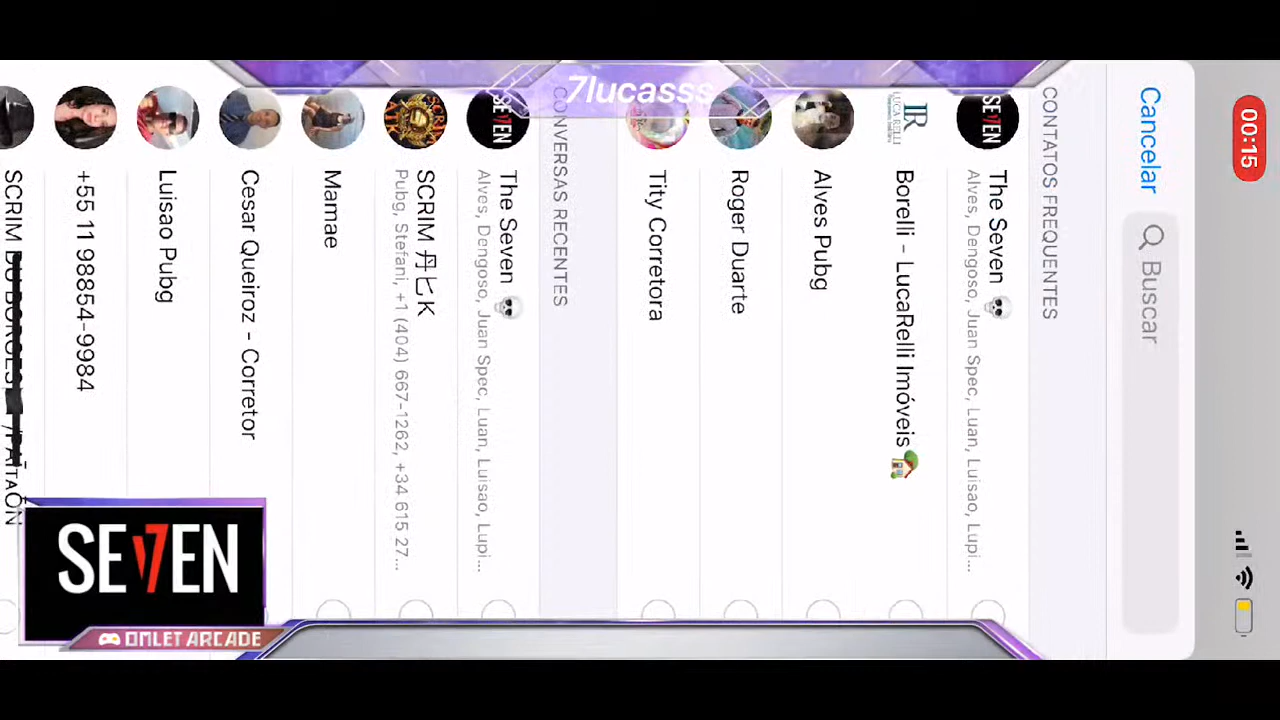 7lucasss
00:15
Cancelar
Buscar
CONTATOS FREQUENTES
The Seven 💀
Alves, Dengoso, Juan Spec, Luan, Luisao, Lupi...
Borelli - LucaRelli Imóveis🏡
Alves Pubg
Roger Duarte
Tity Corretora
CONVERSAS RECENTES
The Seven 💀
Alves, Dengoso, Juan Spec, Luan, Luisao, Lupi...
SCRIM 丹ヒK
Pubg, Stefani, +1 (404) 667-1262, +34 615 27...
Mamae
Cesar Queiroz - Corretor
Luisao Pubg
+55 11 98854-9984
SCRIM
SEVEN
OMLET ARCADE